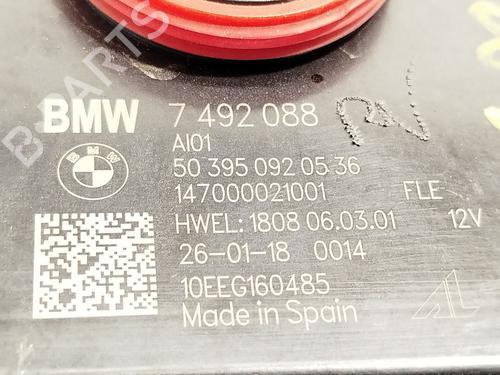 BMW 7 492 088
AI01
50 395 092 05 36
147000021001 FLE
HWEL: 1808 06.03.01 12V
26-01-18 0014
10EEG160485
Made in Spain
B-PARTS